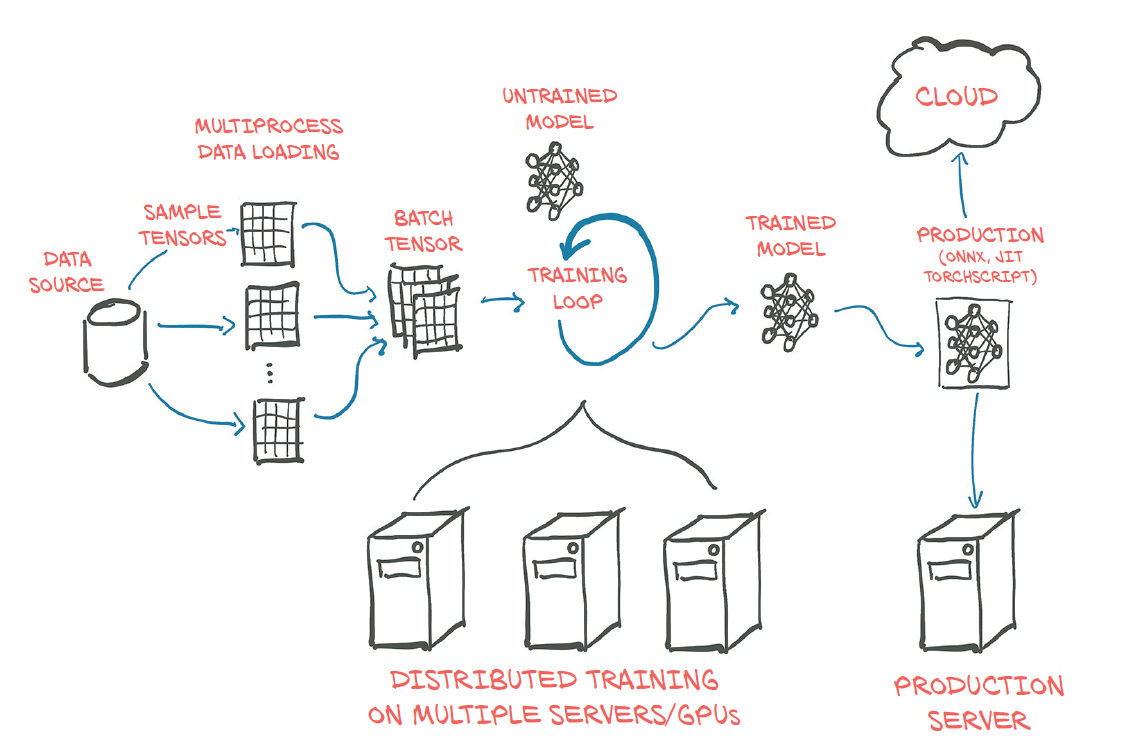 MULTIPROCESS
DATA LOADING
DATA
SOURCE
SAMPLE
TENSORS
BATCH
TENSOR
UNTRAINED
MODEL
TRAINING
LOOP
TRAINED
MODEL
PRODUCTION
(ONNX, JIT
TORCHSCRIPT)
CLOUD
DISTRIBUTED TRAINING
ON MULTIPLE SERVERS/GPUs
PRODUCTION
SERVER